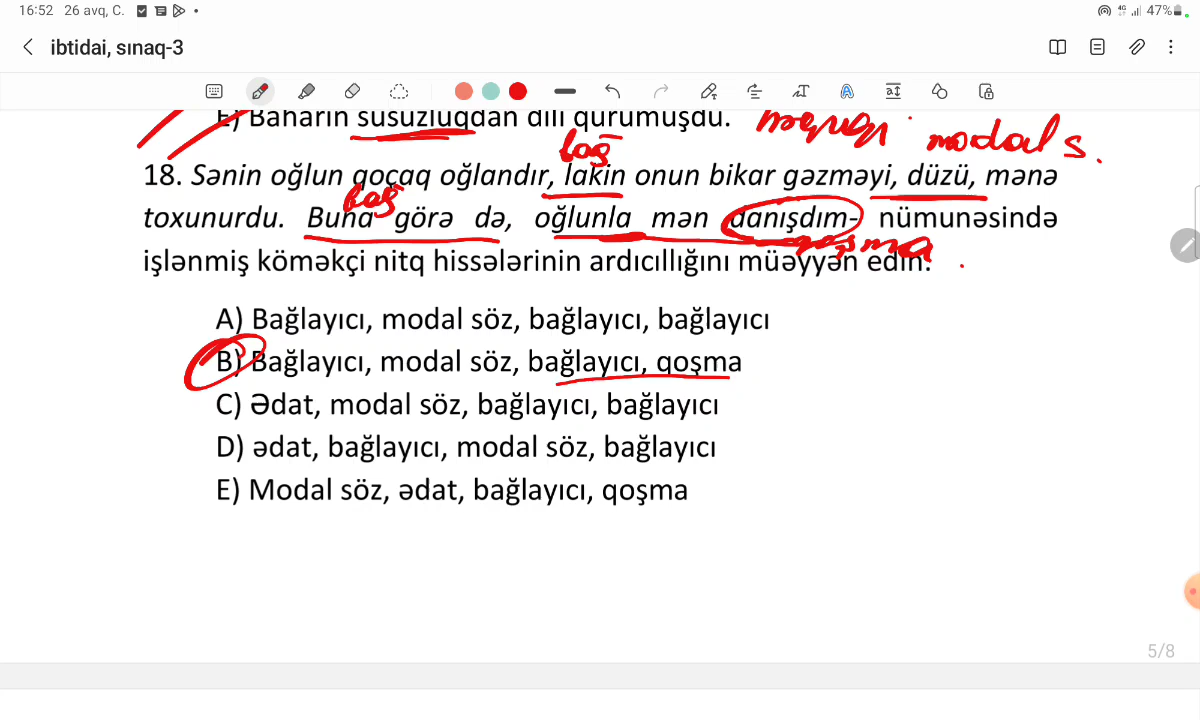 16:52 26 avq, C. 4G 47%
ibtidai, sınaq-3
E) Baharın susuzluqdan dili qurumuşdu.
modal s.
bağ
18. Sənin oğlun qoçaq oğlandır, lakin onun bikar gəzməyi, düzü, mənə
bağ
toxunurdu. Buna görə də, oğlunla mən danışdım- nümunəsində
qoşma
işlənmiş köməkçi nitq hissələrinin ardıcıllığını müəyyən edin.
A) Bağlayıcı, modal söz, bağlayıcı, bağlayıcı
B) Bağlayıcı, modal söz, bağlayıcı, qoşma
C) Ədat, modal söz, bağlayıcı, bağlayıcı
D) ədat, bağlayıcı, modal söz, bağlayıcı
E) Modal söz, ədat, bağlayıcı, qoşma
5/8